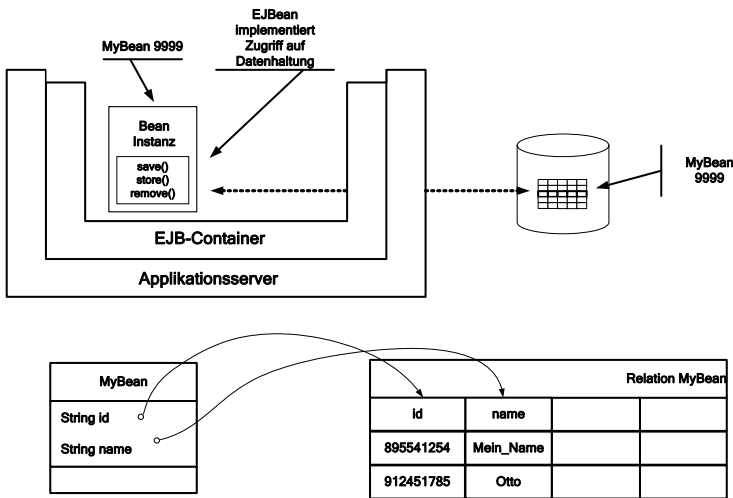 EJBean
implementiert
Zugriff auf
Datenhaltung
MyBean 9999
Bean
Instanz
save()
store()
remove()
MyBean
9999
EJB-Container
Applikationsserver
MyBean
String id
String name
Relation MyBean
id name
895541254 Mein_Name
912451785 Otto